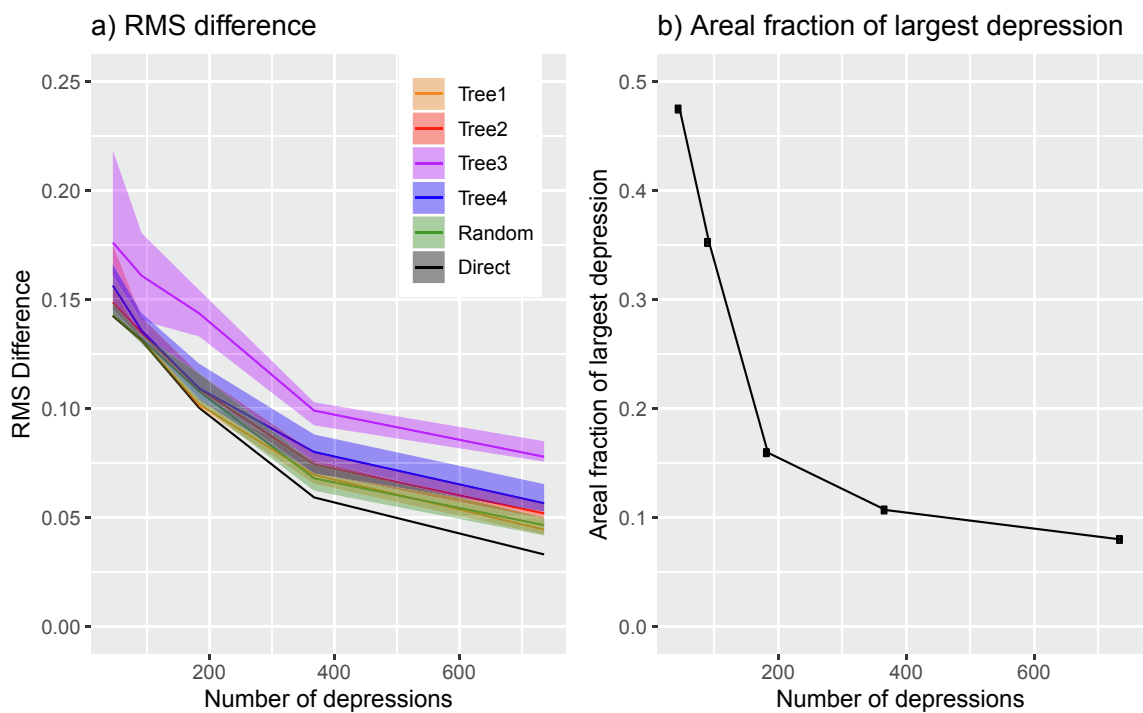 a) RMS difference
0.25
0.20
0.15
0.10
0.05
0.00
RMS Difference
200
400
600
Number of depressions
Tree1
Tree2
Tree3
Tree4
Random
Direct
b) Areal fraction of largest depression
0.5
0.4
0.3
0.2
0.1
0.0
Areal fraction of largest depression
200
400
600
Number of depressions